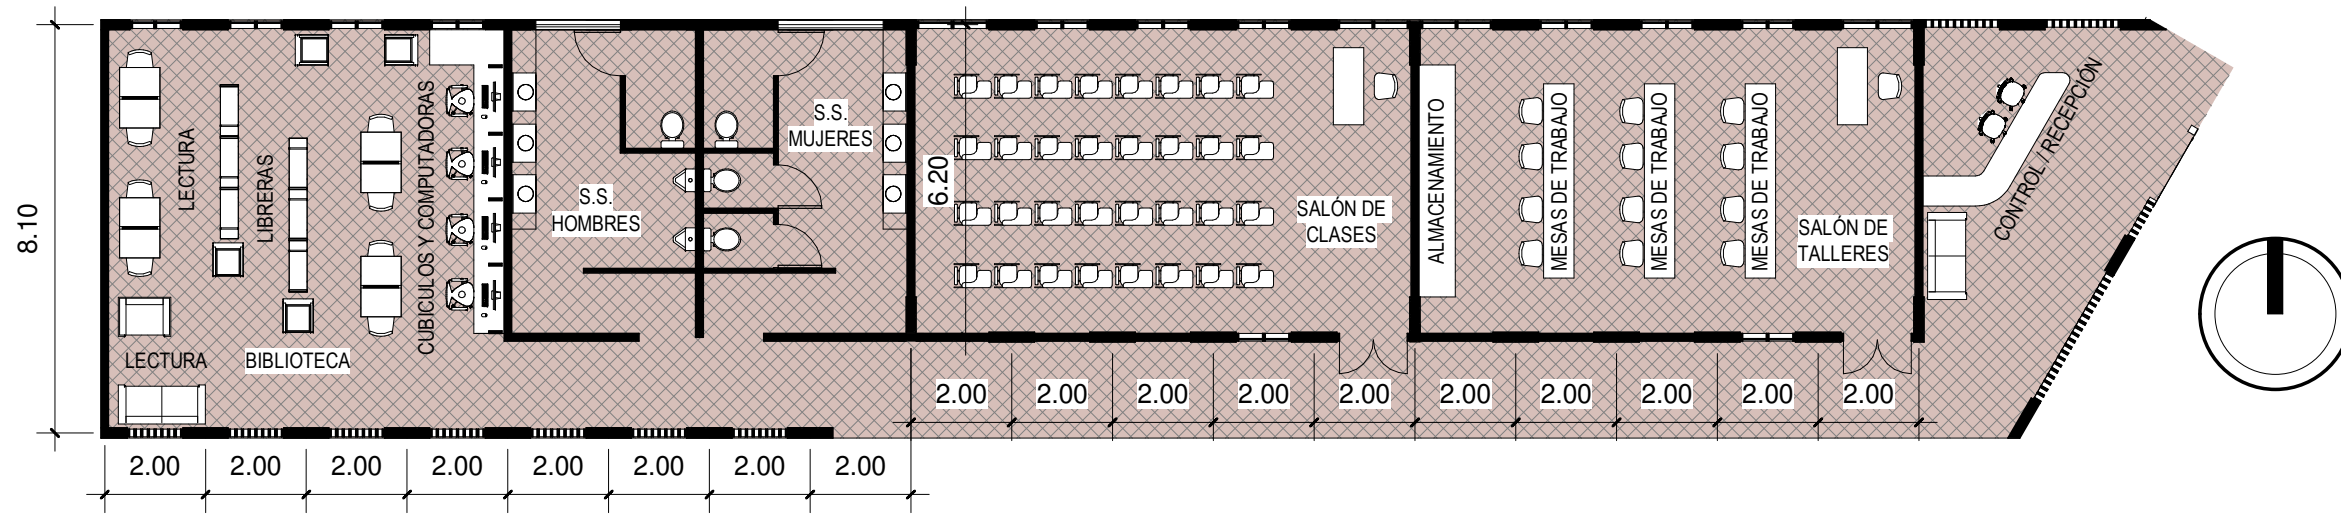 8.10
LECTURA
LIBRERAS
CUBICULOS Y COMPUTADORAS
LECTURA
BIBLIOTECA
S.S.
HOMBRES
S.S.
MUJERES
6.20
SALÓN DE
CLASES
ALMACENAMIENTO
MESAS DE TRABAJO
MESAS DE TRABAJO
MESAS DE TRABAJO
SALÓN DE
TALLERES
CONTROL / RECEPCIÓN
2.00 2.00 2.00 2.00 2.00 2.00 2.00 2.00 2.00 2.00
2.00 2.00 2.00 2.00 2.00 2.00 2.00 2.00